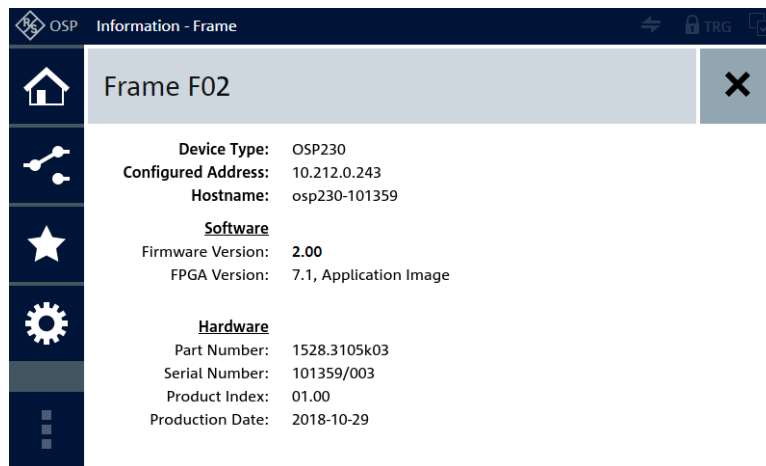 R&S OSP Information - Frame TRG
Frame F02
Device Type: OSP230
Configured Address: 10.212.0.243
Hostname: osp230-101359
Software
Firmware Version: 2.00
FPGA Version: 7.1, Application Image
Hardware
Part Number: 1528.3105k03
Serial Number: 101359/003
Product Index: 01.00
Production Date: 2018-10-29